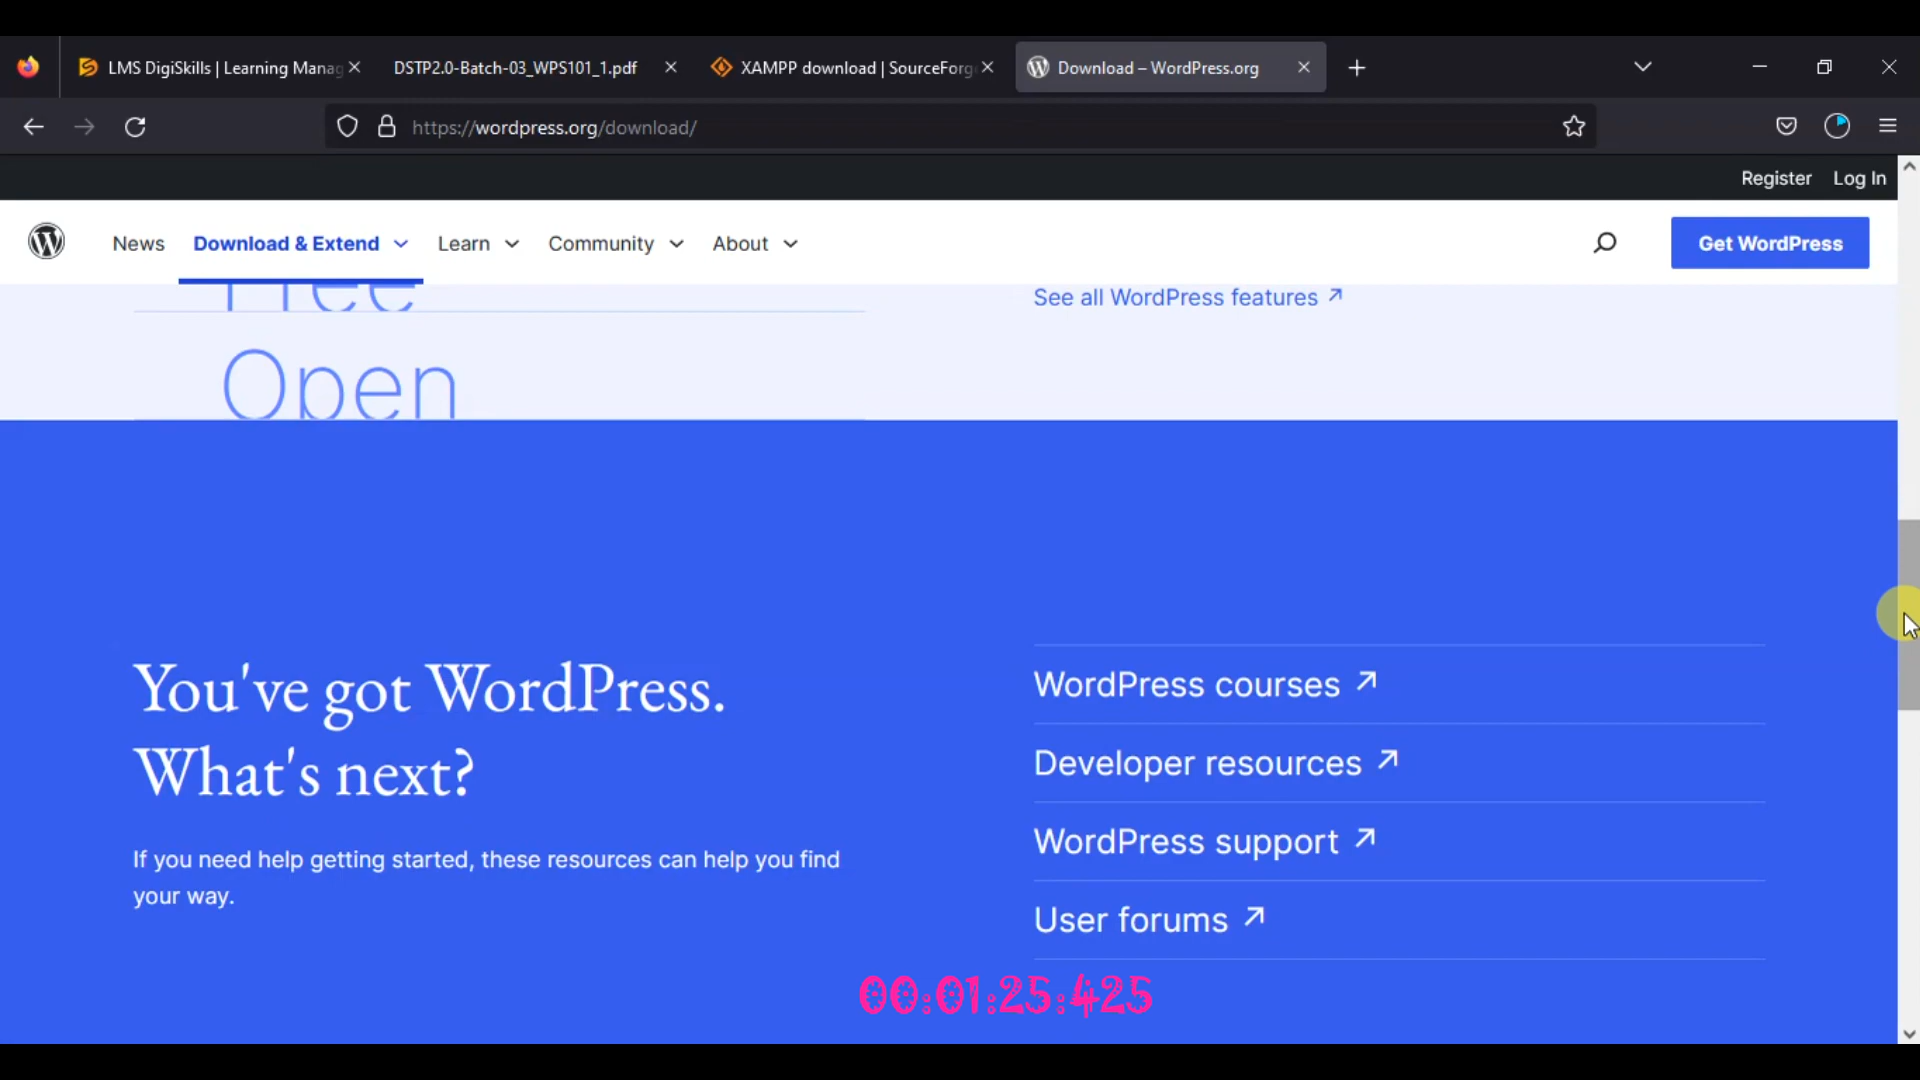 LMS DigiSkills | Learning Manag
DSTP2.0-Batch-03_WPS101_1.pdf
XAMPP download | SourceForg
Download – WordPress.org
https://wordpress.org/download/
Register Log In
News Download & Extend Learn Community About Get WordPress
Free
See all WordPress features ↗
Open
You've got WordPress.
What's next?
If you need help getting started, these resources can help you find
your way.
WordPress courses ↗
Developer resources ↗
WordPress support ↗
User forums ↗
00:01:25:425